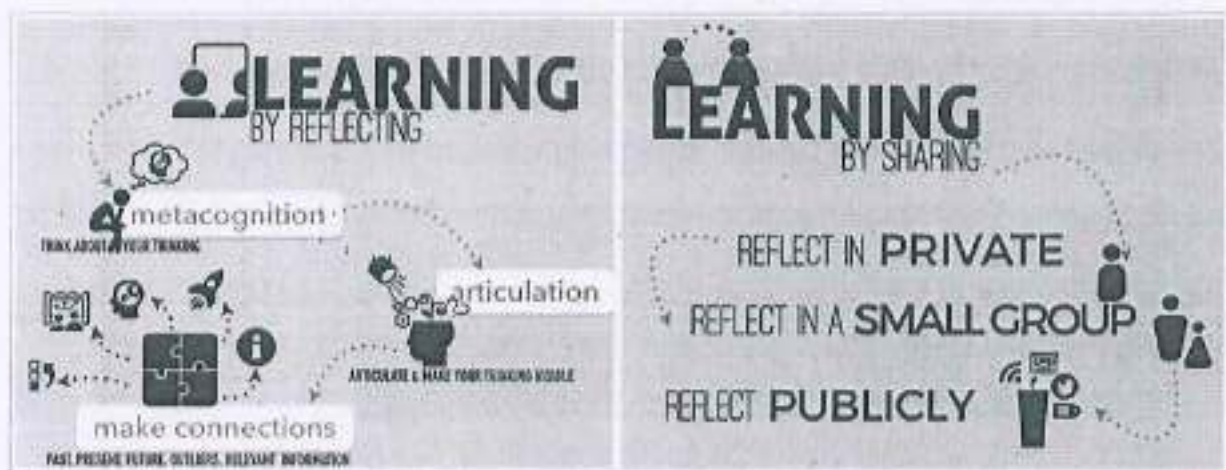 LEARNING
BY REFLECTING
metacognition
THINK ABOUT YOUR THINKING
articulation
ARTICULATE & MAKE YOUR THINKING VISIBLE
make connections
PAST, PRESENT FUTURE, OUTLIERS, RELEVANT INFORMATION
LEARNING
BY SHARING
REFLECT IN PRIVATE
REFLECT IN A SMALL GROUP
REFLECT PUBLICLY